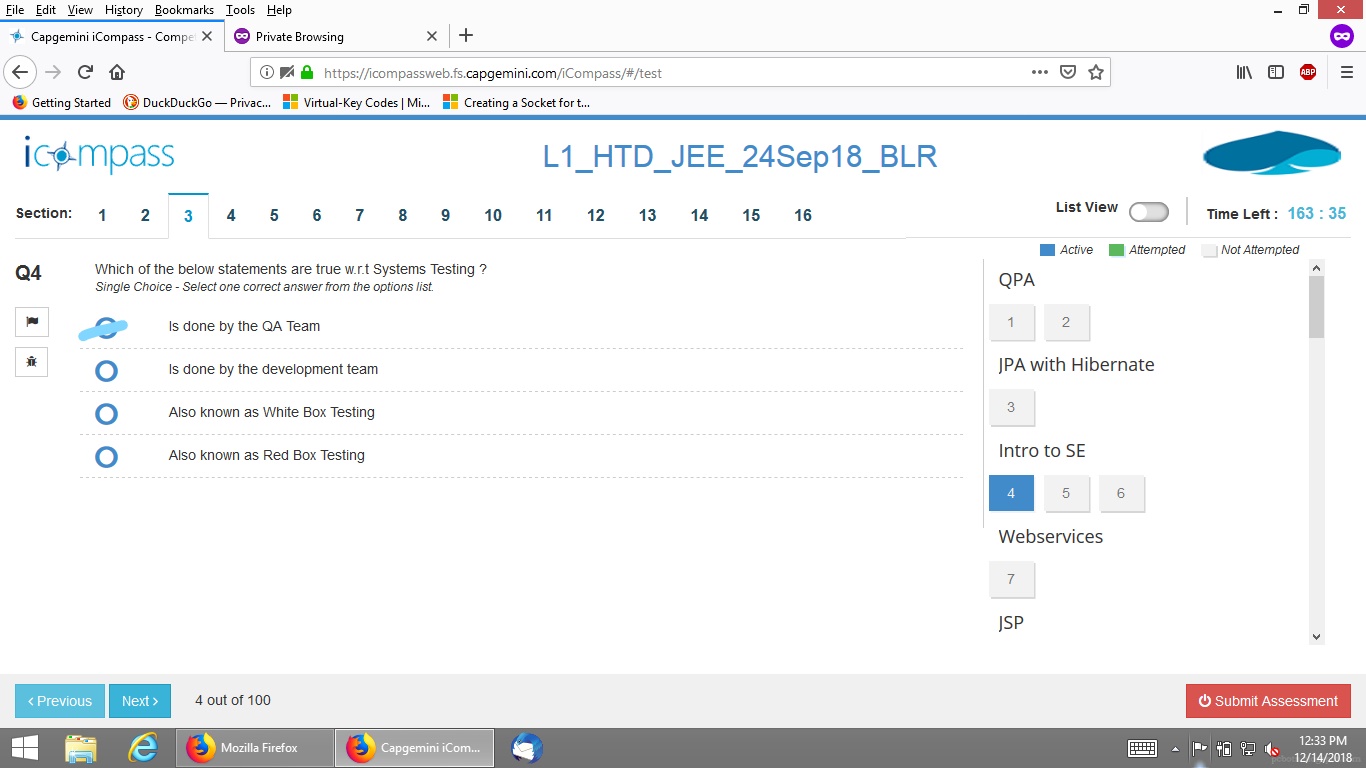 File Edit View History Bookmarks Tools Help
Capgemini iCompass - Compe
Private Browsing
https://icompassweb.fs.capgemini.com/iCompass/#/test
ABP
Getting Started
DuckDuckGo — Privac...
Virtual-Key Codes | Mi...
Creating a Socket for t...
icompass
L1_HTD_JEE_24Sep18_BLR
Section: 1 2 3 4 5 6 7 8 9 10 11 12 13 14 15 16
List View
Time Left : 163 : 35
Active Attempted Not Attempted
Q4
Which of the below statements are true w.r.t Systems Testing ?
Single Choice - Select one correct answer from the options list.
Is done by the QA Team
Is done by the development team
Also known as White Box Testing
Also known as Red Box Testing
QPA
1 2
JPA with Hibernate
3
Intro to SE
4 5 6
Webservices
7
JSP
‹ Previous
Next ›
4 out of 100
Submit Assessment
Mozilla Firefox
Capgemini iCom...
12:33 PM
12/14/2018